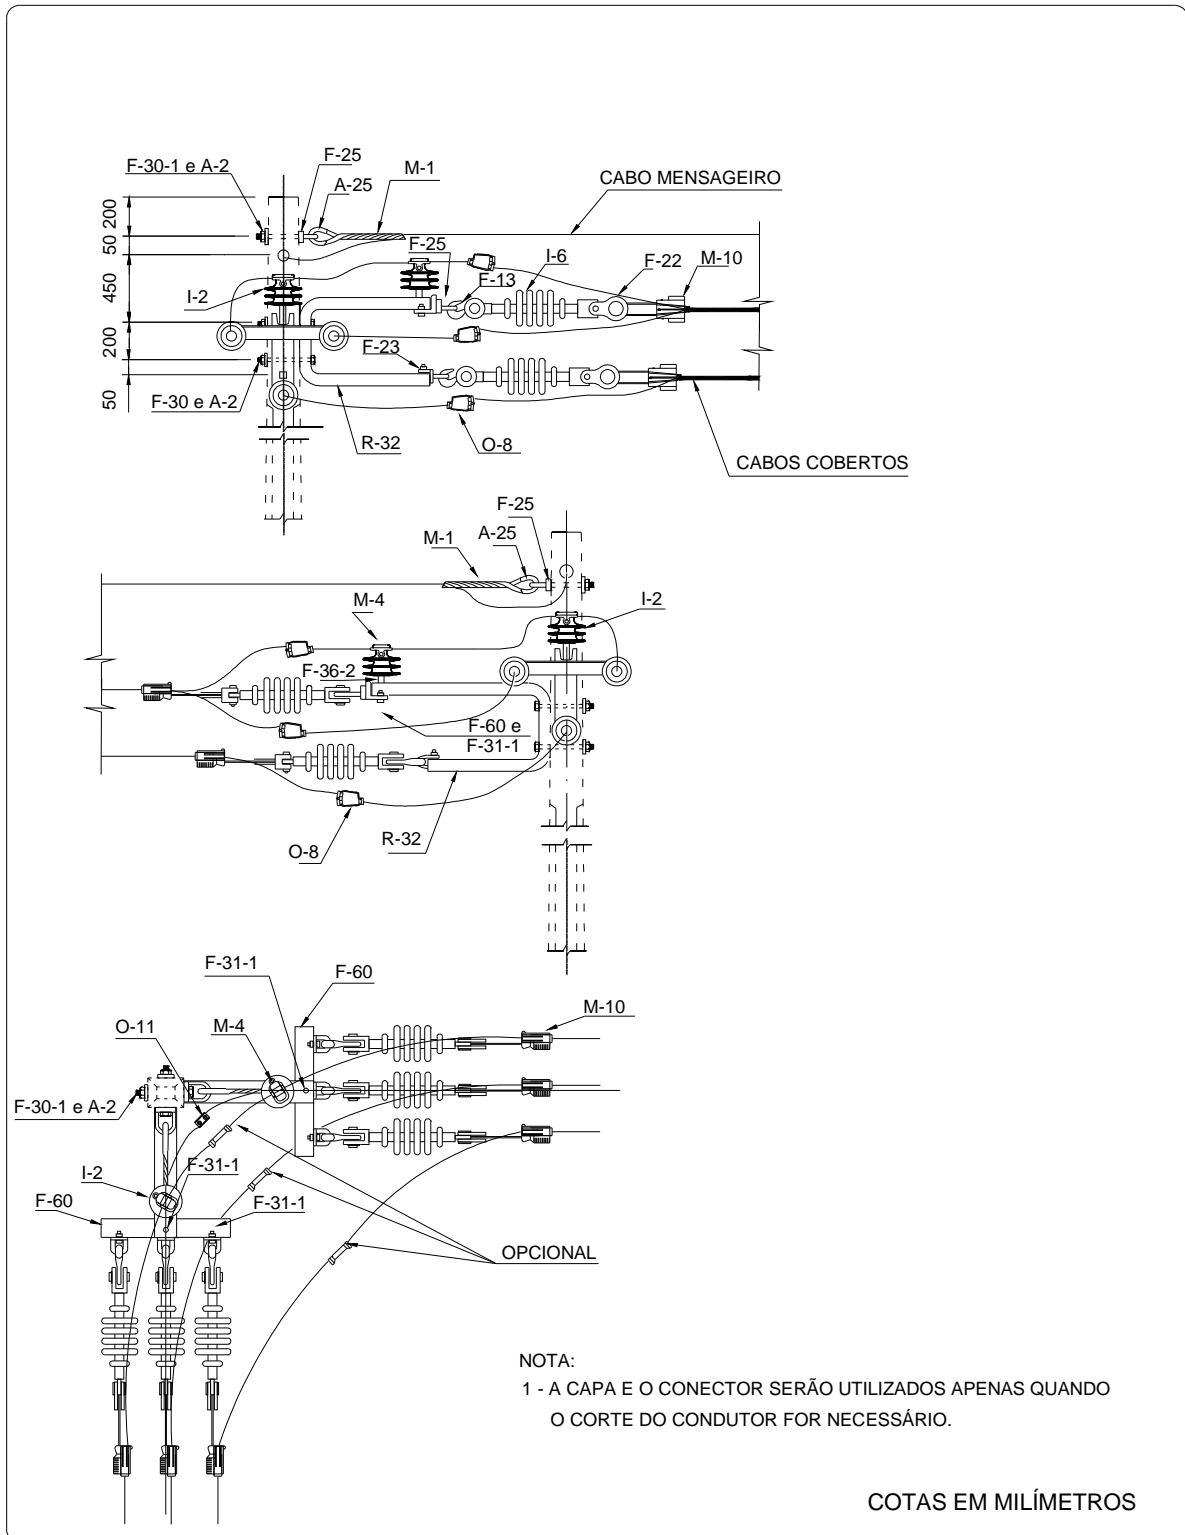 F-30-1 e A-2
F-25
A-25
M-1
CABO MENSAGEIRO
200
50
450
200
50
F-25
I-6
F-13
F-22
M-10
I-2
F-23
F-30 e A-2
R-32
O-8
CABOS COBERTOS
F-25
A-25
M-1
I-2
M-4
F-36-2
F-60 e
F-31-1
R-32
O-8
F-31-1
F-60
M-10
O-11
M-4
F-30-1 e A-2
I-2
F-31-1
F-60
F-31-1
OPCIONAL
NOTA:
1 - A CAPA E O CONECTOR SERÃO UTILIZADOS APENAS QUANDO
O CORTE DO CONDUTOR FOR NECESSÁRIO.
COTAS EM MILÍMETROS